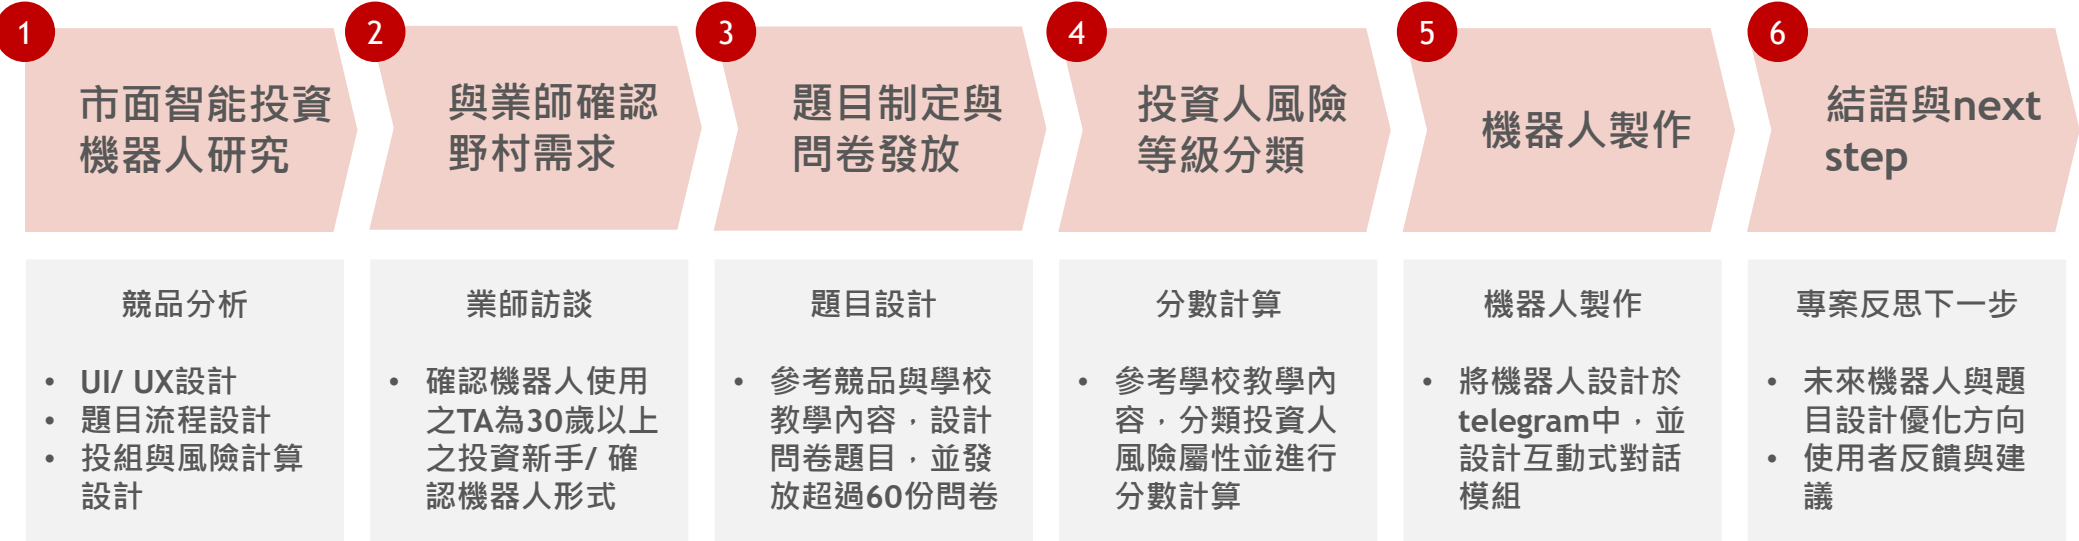 1
市面智能投資
機器人研究
競品分析
• UI/ UX設計
• 題目流程設計
• 投組與風險計算
設計
2
與業師確認
野村需求
業師訪談
• 確認機器人使用
之TA為30歲以上
之投資新手/ 確
認機器人形式
3
題目制定與
問卷發放
題目設計
• 參考競品與學校
教學內容，設計
問卷題目，並發
放超過60份問卷
4
投資人風險
等級分類
分數計算
• 參考學校教學內
容，分類投資人
風險屬性並進行
分數計算
5
機器人製作
機器人製作
• 將機器人設計於
telegram中，並
設計互動式對話
模組
6
結語與next
step
專案反思下一步
• 未來機器人與題
目設計優化方向
• 使用者反饋與建
議